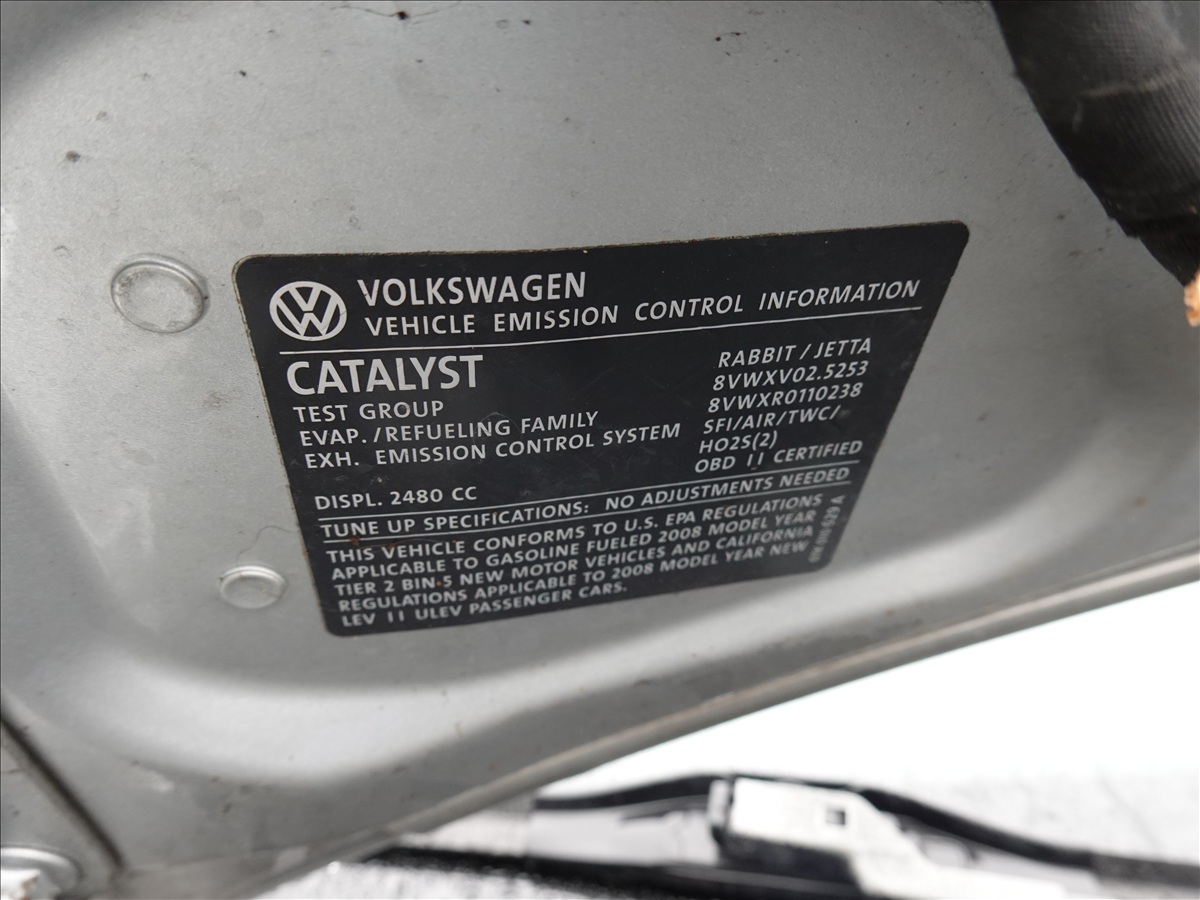 VOLKSWAGEN
VEHICLE EMISSION CONTROL INFORMATION
CATALYST RABBIT / JETTA
TEST GROUP 8VWXV02.5253
EVAP./REFUELING FAMILY 8VWXR0110238
EXH. EMISSION CONTROL SYSTEM SFI/AIR/TWC/
HO2S(2)
OBD II CERTIFIED
DISPL. 2480 CC
TUNE UP SPECIFICATIONS: NO ADJUSTMENTS NEEDED
THIS VEHICLE CONFORMS TO U.S. EPA REGULATIONS
APPLICABLE TO GASOLINE FUELED 2008 MODEL YEAR
TIER 2 BIN 5 NEW MOTOR VEHICLES AND CALIFORNIA
REGULATIONS APPLICABLE TO 2008 MODEL YEAR NEW
LEV II ULEV PASSENGER CARS.
629 A